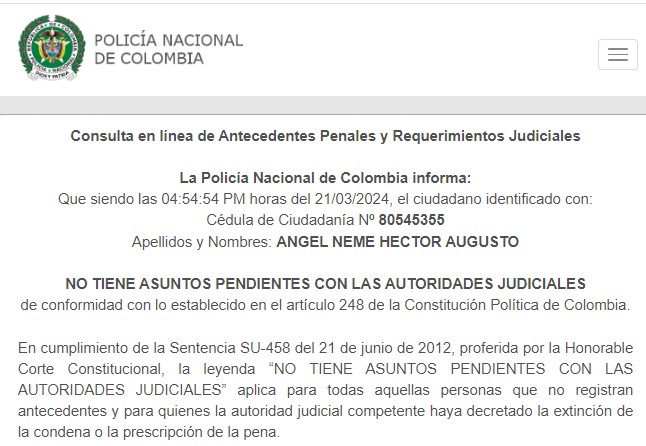 POLICÍA NACIONAL
DE COLOMBIA
Consulta en línea de Antecedentes Penales y Requerimientos Judiciales
La Policía Nacional de Colombia informa:
Que siendo las 04:54:54 PM horas del 21/03/2024, el ciudadano identificado con:
Cédula de Ciudadanía Nº 80545355
Apellidos y Nombres: ANGEL NEME HECTOR AUGUSTO
NO TIENE ASUNTOS PENDIENTES CON LAS AUTORIDADES JUDICIALES
de conformidad con lo establecido en el artículo 248 de la Constitución Política de Colombia.
En cumplimiento de la Sentencia SU-458 del 21 de junio de 2012, proferida por la Honorable
Corte Constitucional, la leyenda “NO TIENE ASUNTOS PENDIENTES CON LAS
AUTORIDADES JUDICIALES” aplica para todas aquellas personas que no registran
antecedentes y para quienes la autoridad judicial competente haya decretado la extinción de
la condena o la prescripción de la pena.